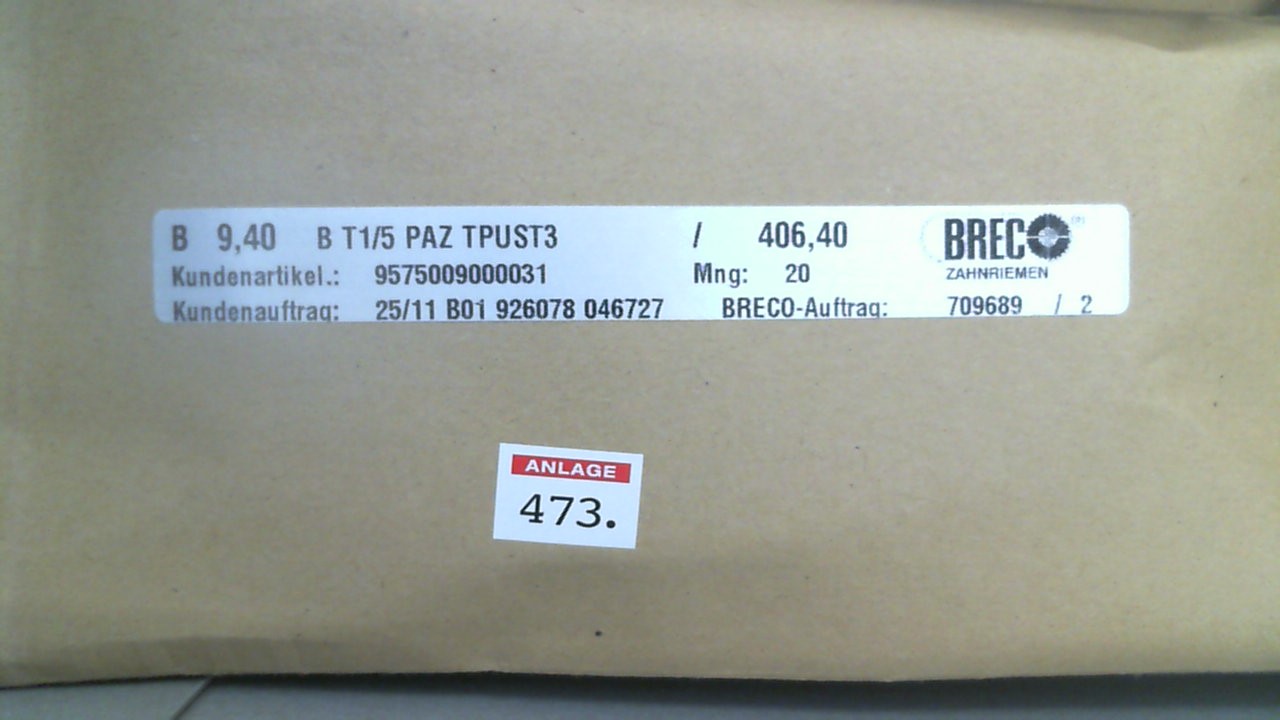 B 9,40 B T1/5 PAZ TPUST3 / 406,40 BRECO
Kundenartikel.: 9575009000031 Mng: 20 ZAHNRIEMEN
Kundenauftrag: 25/11 B01 926078 046727 BRECO-Auftrag: 709689 / 2
ANLAGE
473.